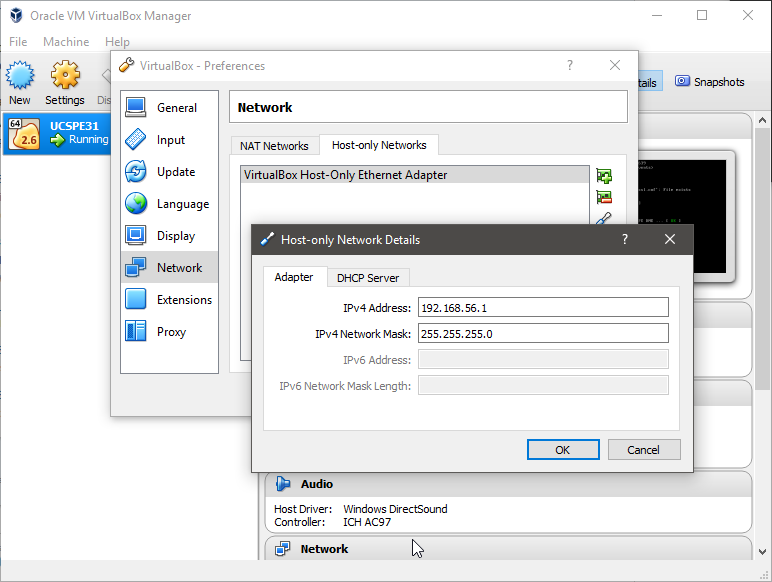 Oracle VM VirtualBox Manager
File Machine Help
New Settings Dis
tails Snapshots
64 2.6 UCSPE31
Running
VirtualBox - Preferences ?
General
Input
Update
Language
Display
Network
Extensions
Proxy
Network
NAT Networks Host-only Networks
VirtualBox Host-Only Ethernet Adapter
Host-only Network Details ?
Adapter DHCP Server
IPv4 Address: 192.168.56.1
IPv4 Network Mask: 255.255.255.0
IPv6 Address:
IPv6 Network Mask Length:
OK Cancel
Audio
Host Driver: Windows DirectSound
Controller: ICH AC97
Network